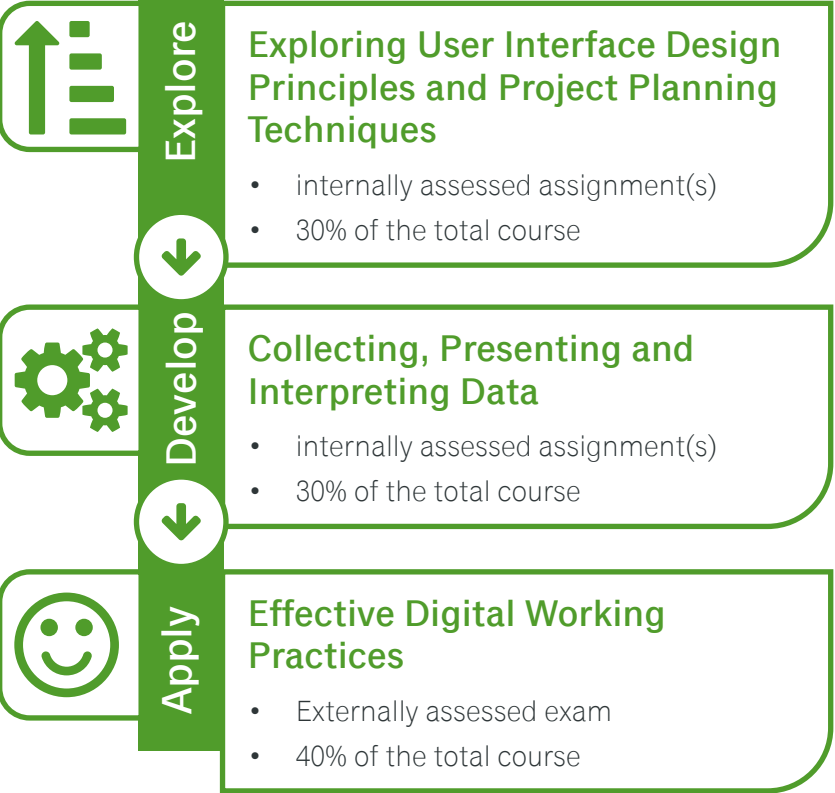 Explore
Exploring User Interface Design
Principles and Project Planning
Techniques
• internally assessed assignment(s)
• 30% of the total course
Develop
Collecting, Presenting and
Interpreting Data
• internally assessed assignment(s)
• 30% of the total course
Apply
Effective Digital Working
Practices
• Externally assessed exam
• 40% of the total course